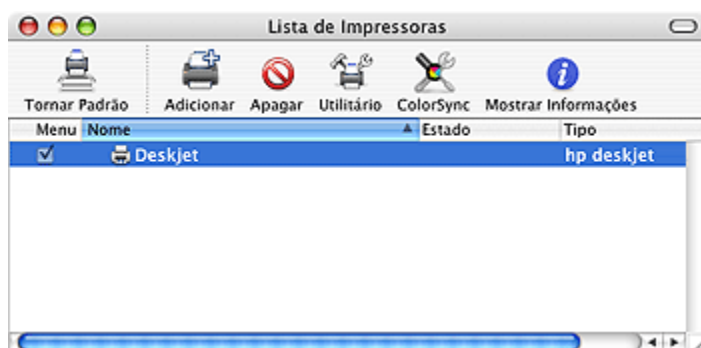 Lista de Impressoras
Tornar Padrão Adicionar Apagar Utilitário ColorSync Mostrar Informações
Menu Nome Estado Tipo
Deskjet hp deskjet